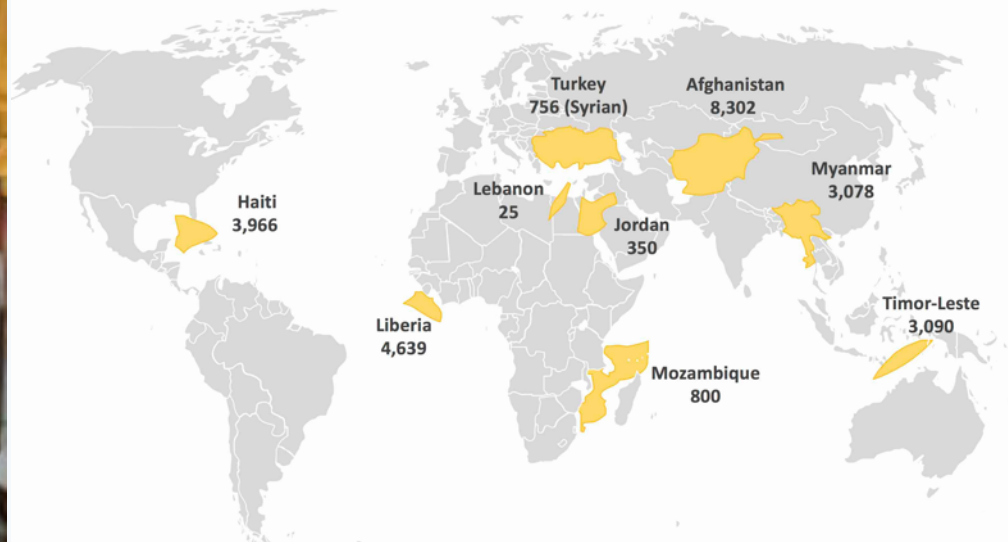 Turkey
756 (Syrian)
Afghanistan
8,302
Myanmar
3,078
Haiti
3,966
Lebanon
25
Jordan
350
Timor-Leste
3,090
Liberia
4,639
Mozambique
800